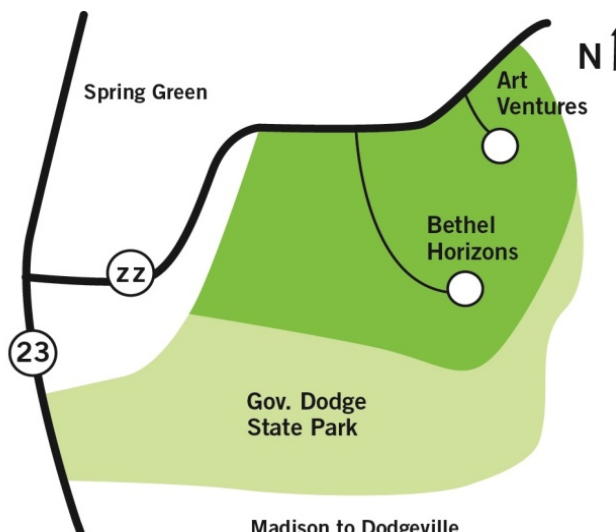 N
Art
Ventures
Spring Green
Bethel
Horizons
ZZ
23
Gov. Dodge
State Park
Madison to Dodgeville